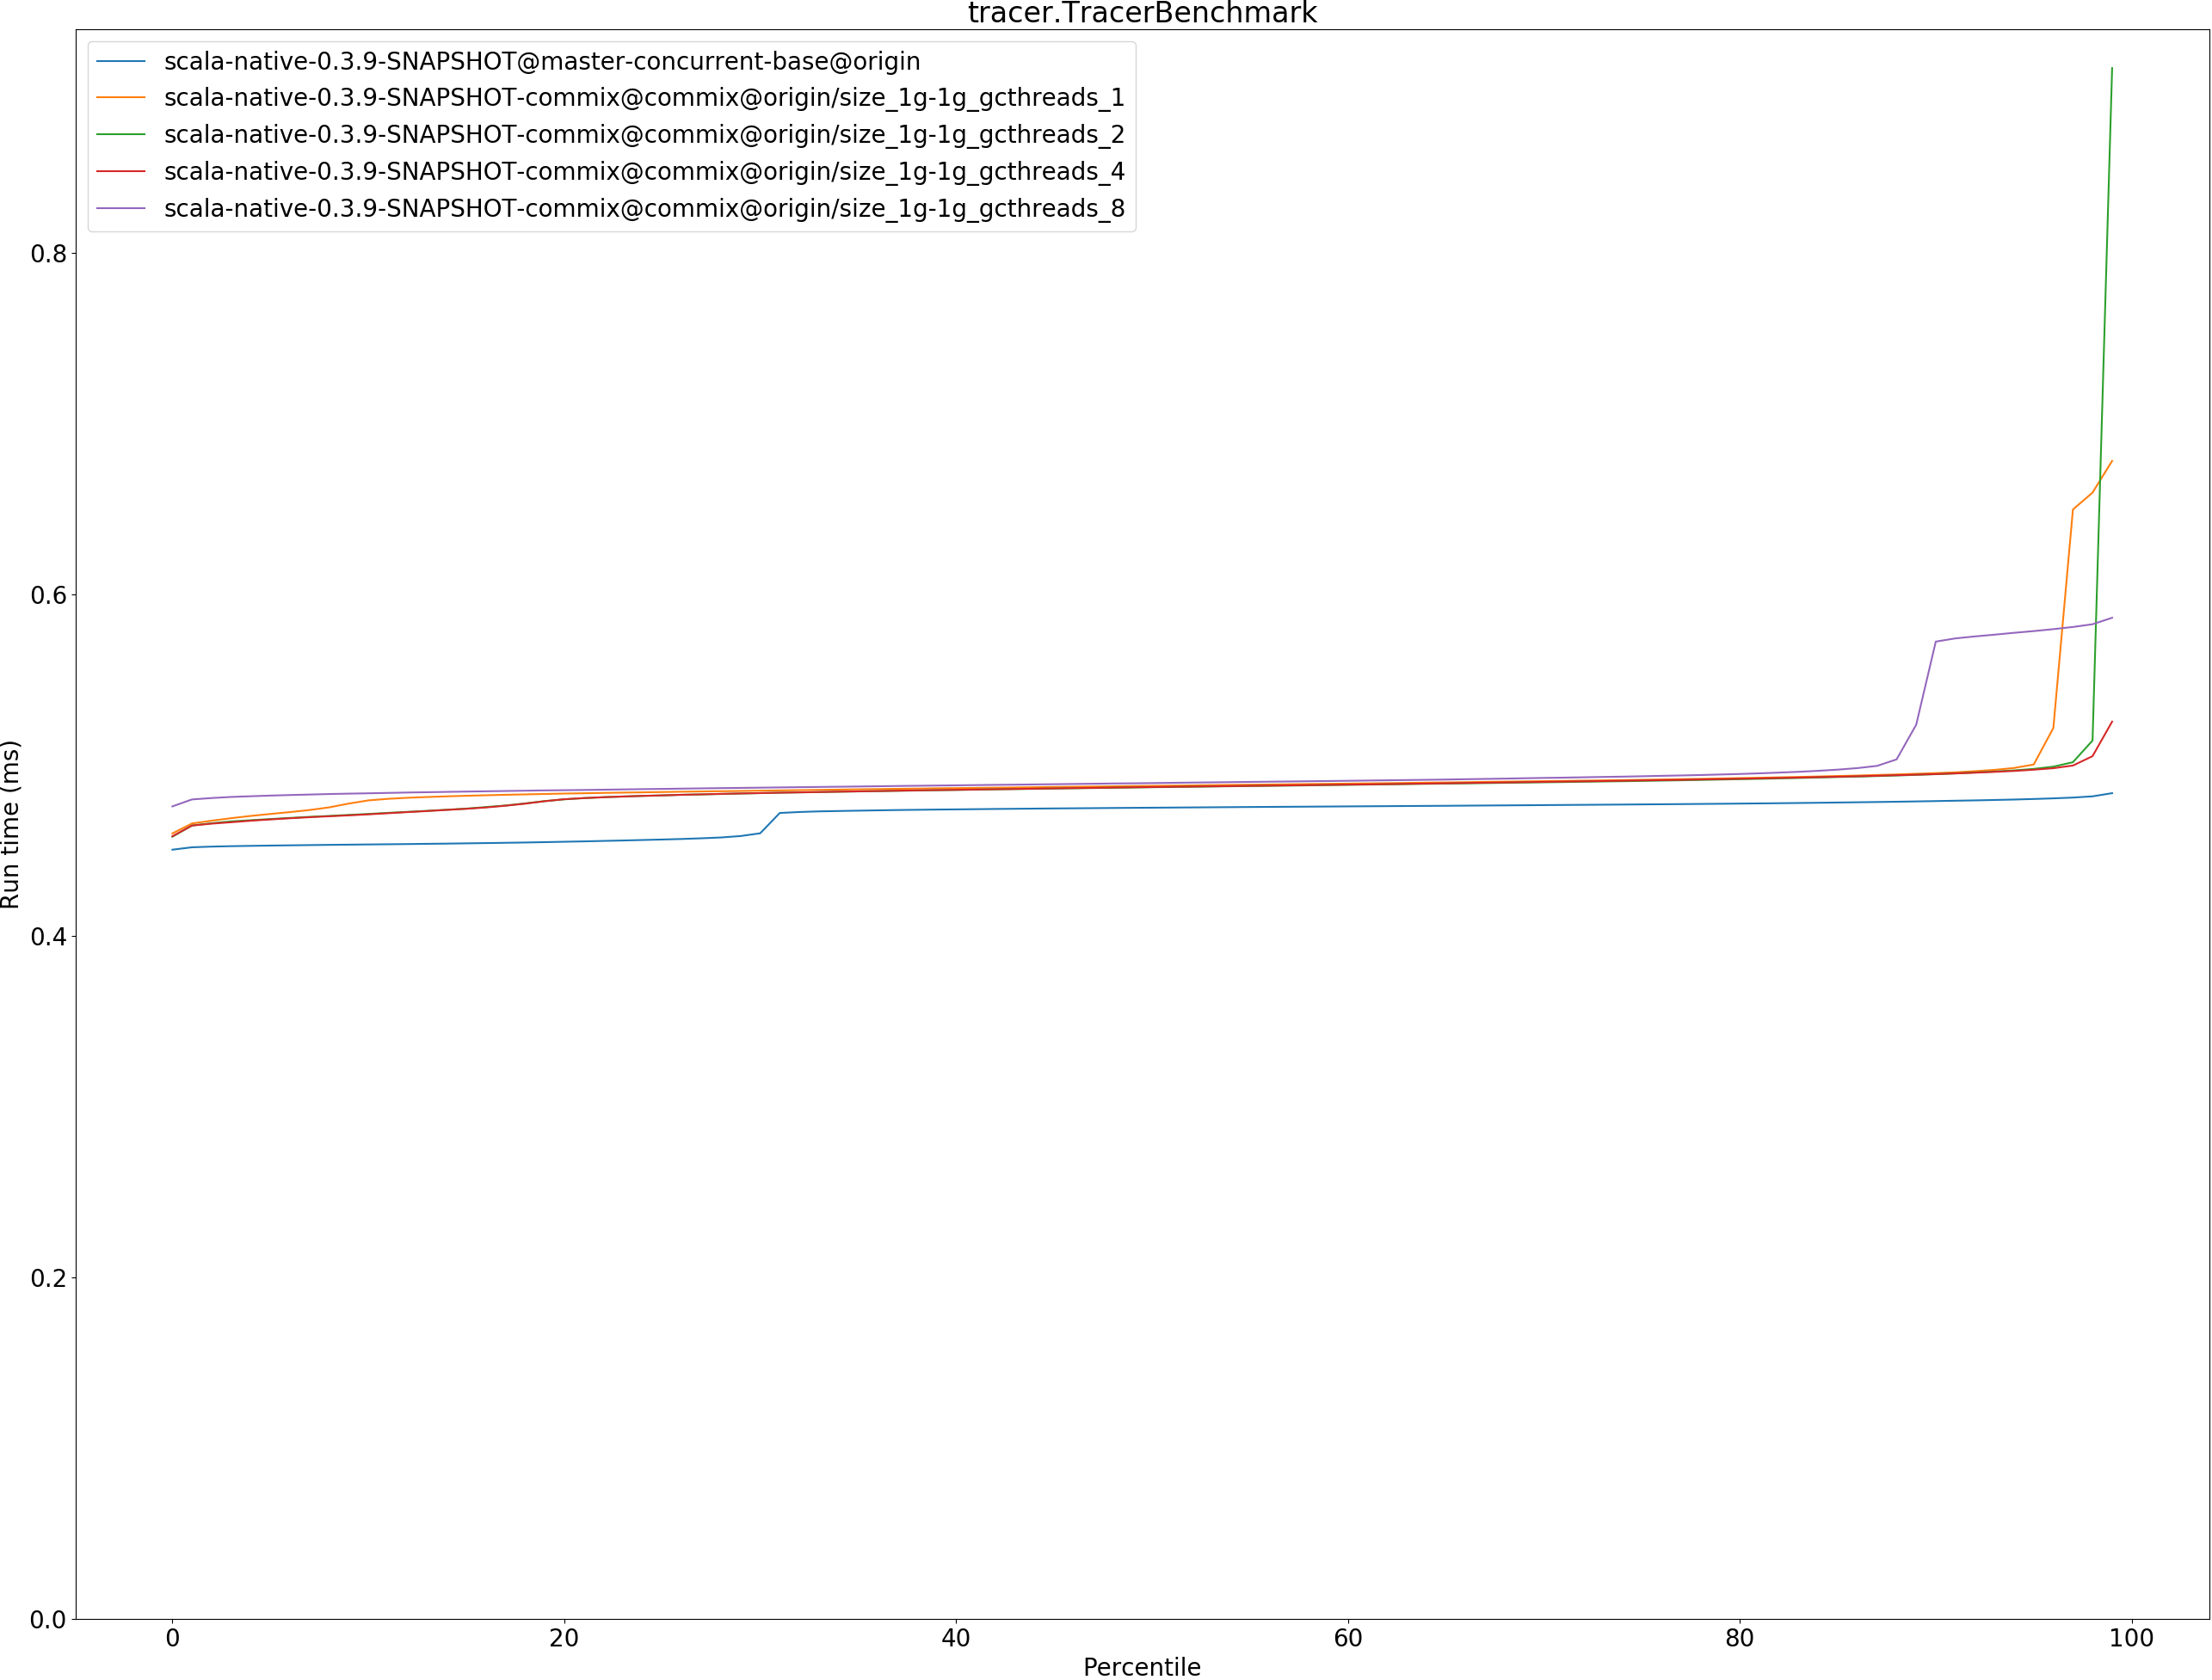 tracer.TracerBenchmark
scala-native-0.3.9-SNAPSHOT@master-concurrent-base@origin
scala-native-0.3.9-SNAPSHOT-commix@commix@origin/size_1g-1g_gcthreads_1
scala-native-0.3.9-SNAPSHOT-commix@commix@origin/size_1g-1g_gcthreads_2
scala-native-0.3.9-SNAPSHOT-commix@commix@origin/size_1g-1g_gcthreads_4
scala-native-0.3.9-SNAPSHOT-commix@commix@origin/size_1g-1g_gcthreads_8
0.8
0.6
0.4
0.2
0.0
Run time (ms)
0 20 40 60 80 100
Percentile